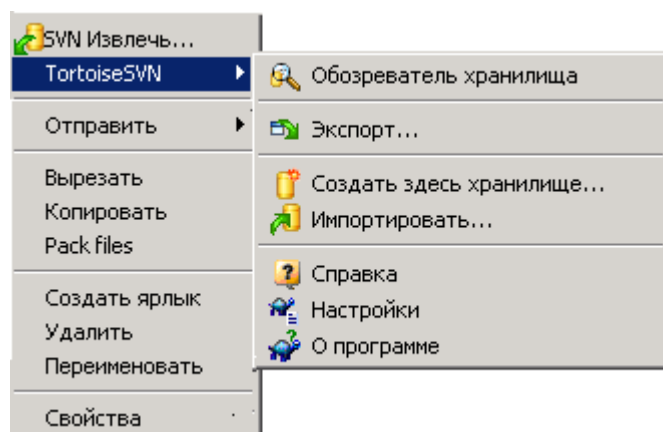 SVN Извлечь...
TortoiseSVN
Отправить
Вырезать
Копировать
Pack files
Создать ярлык
Удалить
Переименовать
Свойства
Обозреватель хранилища
Экспорт...
Создать здесь хранилище...
Импортировать...
Справка
Настройки
О программе